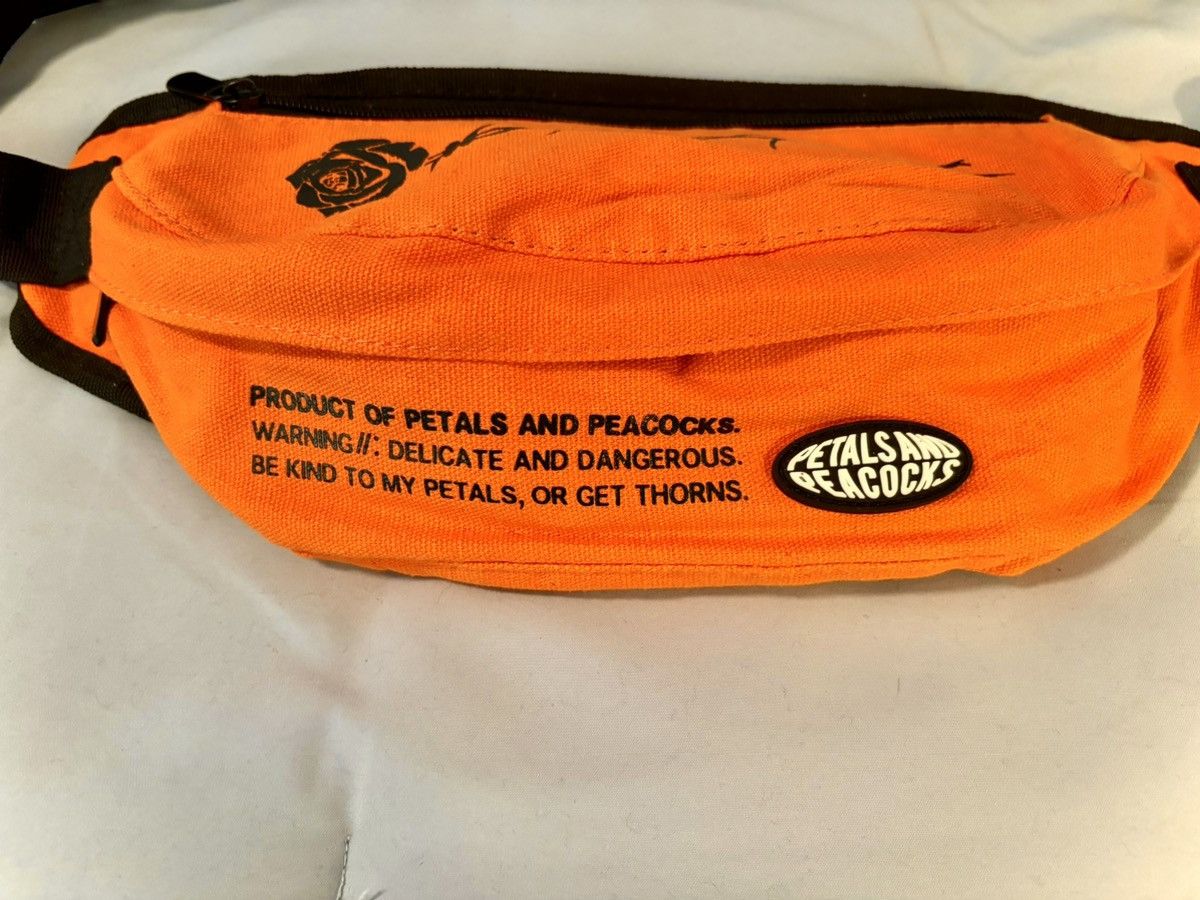 PRODUCT OF PETALS AND PEACOCKS.
WARNING//: DELICATE AND DANGEROUS.
BE KIND TO MY PETALS, OR GET THORNS.
PETALS AND
PEACOCKS